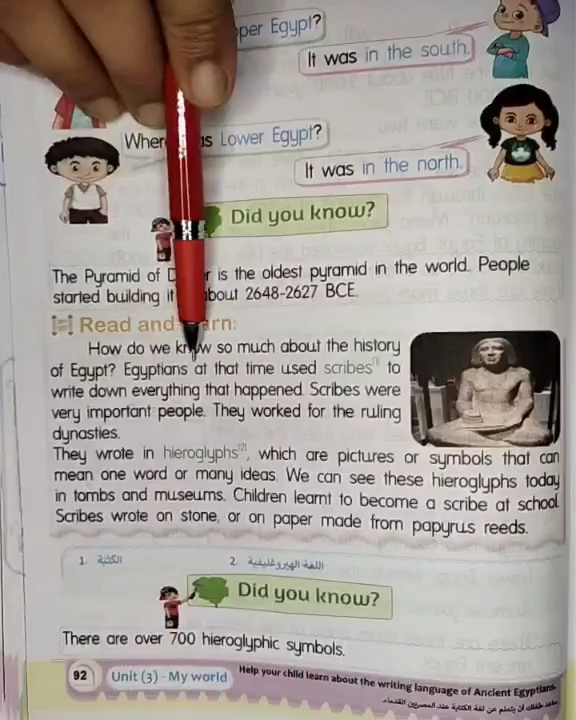 per Egypt?
It was in the south.
Lower Egypt?
It was in the north.
Did you know?
The Pyramid of is the oldest pyramid in the world. People
started building it about 2648-2627 BCE.
Read and
How do we know so much about the history
of Egypt? Egyptians at that time used scribes[1] to
write down everything that happened. Scribes were
very important people. They worked for the ruling
dynasties.
They wrote in hieroglyphs[2], which are pictures or symbols that can
mean one word or many ideas. We can see these hieroglyphs today
in tombs and museums. Children learnt to become a scribe at school.
Scribes wrote on stone, or on paper made from papyrus reeds.
1. الكتبة 2. اللغة الهيروغليفية
Did you know?
There are over 700 hieroglyphic symbols.
92 Unit (3) - My world Help your child learn about the writing language of Ancient Egyptians.
ساعد طفلك أن يتعلم عن لغة الكتابة عند المصريين القدماء.